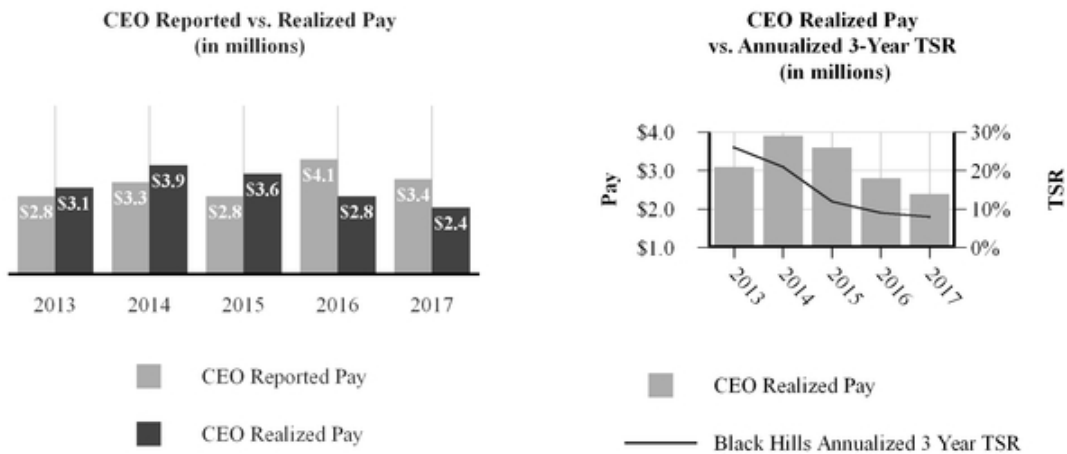 CEO Reported vs. Realized Pay
(in millions)
$2.8
$3.1
$3.3
$3.9
$2.8
$3.6
$4.1
$2.8
$3.4
$2.4
2013
2014
2015
2016
2017
CEO Reported Pay
CEO Realized Pay
CEO Realized Pay
vs. Annualized 3-Year TSR
(in millions)
Pay
$4.0
$3.0
$2.0
$1.0
30%
20%
10%
0%
TSR
2013
2014
2015
2016
2017
CEO Realized Pay
Black Hills Annualized 3 Year TSR